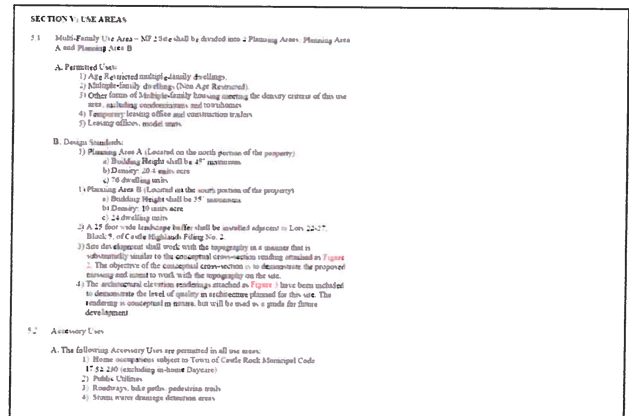 SECTION V: USE AREAS
5.1 Multi-Family Use Area – MF 2 Site shall be divided into 2 Planning Areas, Planning Area
A and Planning Area B
A. Permitted Uses:
1) Age Restricted multiple-family dwellings.
2) Multiple-family dwellings (Non Age Restricted).
3) Other forms of Multiple-family housing meeting the density criteria of this use
area, including condominiums and townhomes
4) Temporary leasing office and construction trailers
5) Leasing offices, model units
B. Design Standards:
1) Planning Area A (Located on the north portion of the property)
a) Building Height shall be 45' maximum
b) Density: 20.4 units acre
c) 76 dwelling units
1) Planning Area B (Located on the south portion of the property)
a) Building Height shall be 35' maximum
b) Density: 10 units acre
c) 24 dwelling units
2) A 25 foot wide landscape buffer shall be installed adjacent to Lots 22-27,
Block 9, of Castle Highlands Filing No. 2.
3) Site development shall work with the topography in a manner that is
substantially similar to the conceptual cross-section rending attached as Figure
2. The objective of the conceptual cross-section is to demonstrate the proposed
massing and intent to work with the topography on the site.
4) The architectural elevation renderings attached as Figure 3 have been included
to demonstrate the level of quality in architecture planned for this site. The
rendering is conceptual in nature, but will be used as a guide for future
development
5.2 Accessory Uses
A. The following Accessory Uses are permitted in all use areas:
1) Home occupations subject to Town of Castle Rock Municipal Code
17.52.230 (excluding in-home Daycare)
2) Public Utilities
3) Roadways, bike paths, pedestrian trails
4) Storm water drainage detention areas